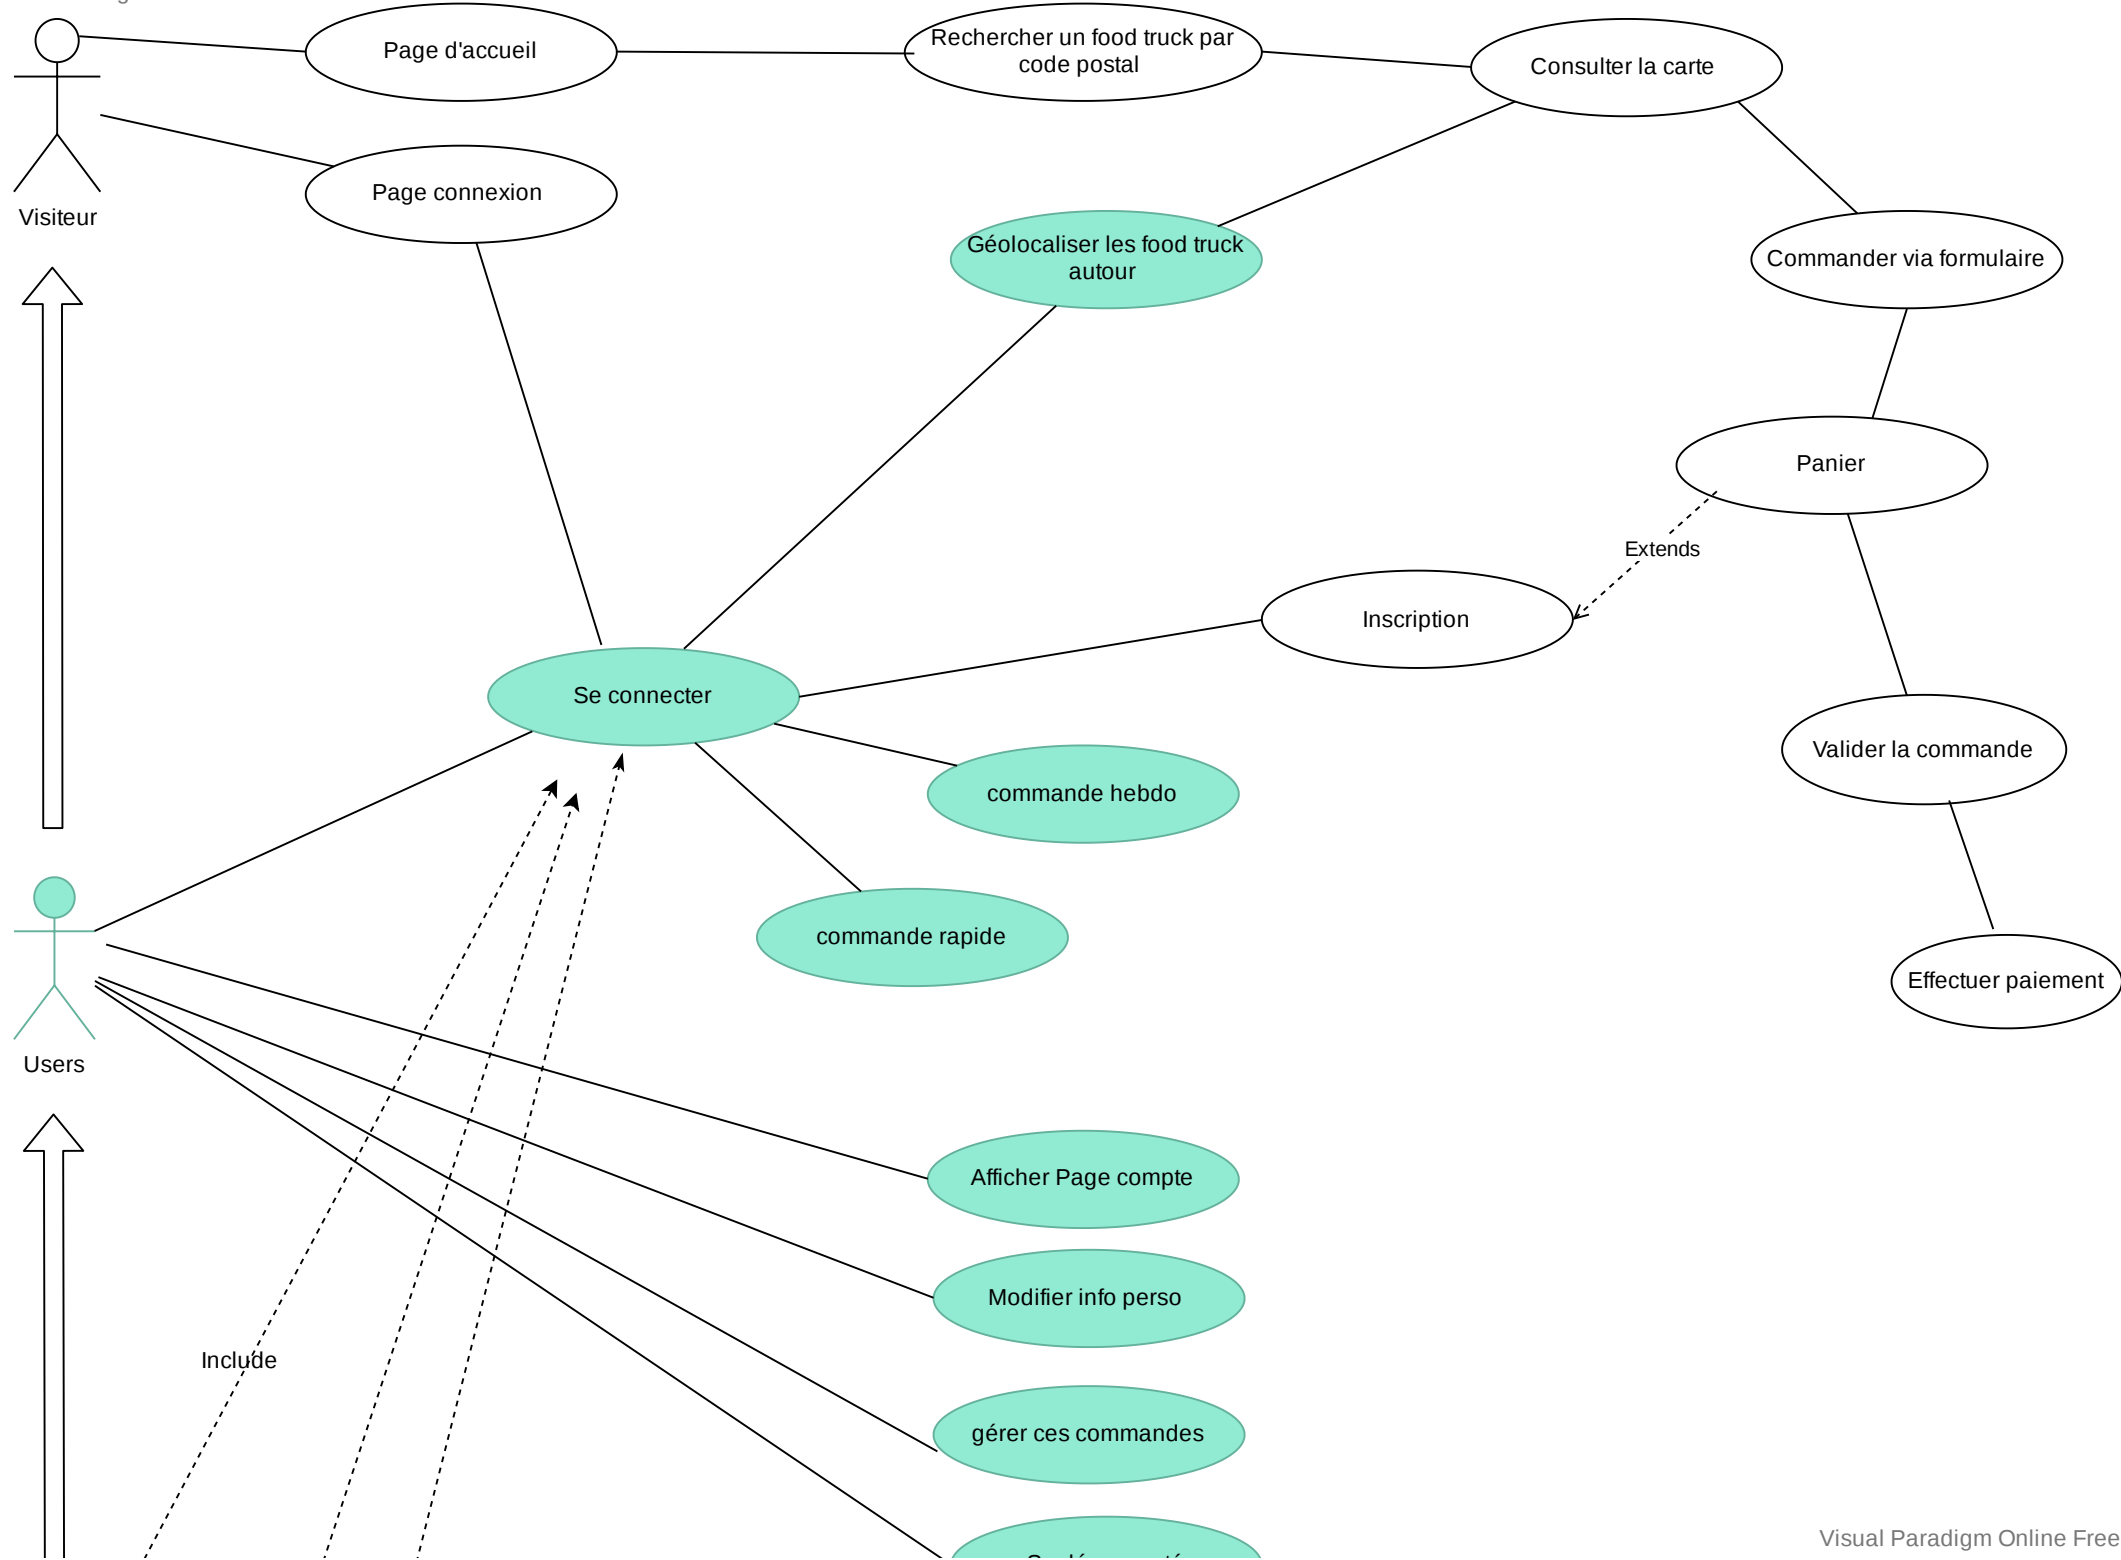 Page d'accueil
Rechercher un food truck par
code postal
Consulter la carte
Page connexion
Visiteur
Géolocaliser les food truck
autour
Commander via formulaire
Panier
Extends
Inscription
Se connecter
Valider la commande
commande hebdo
commande rapide
Effectuer paiement
Users
Afficher Page compte
Modifier info perso
Include
gérer ces commandes
Visual Paradigm Online Free